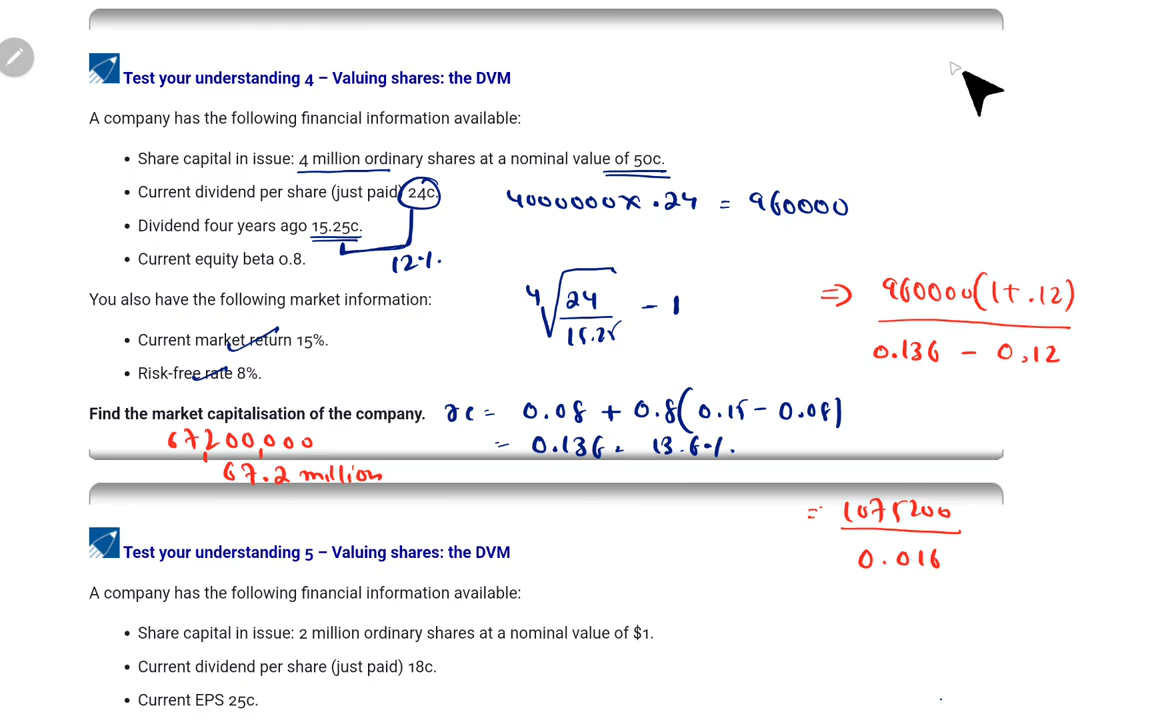 Test your understanding 4 – Valuing shares: the DVM
A company has the following financial information available:
• Share capital in issue: 4 million ordinary shares at a nominal value of 50c.
• Current dividend per share (just paid) 24c.
4000000 x .24 = 960000
• Dividend four years ago 15.25c.
• Current equity beta 0.8.
12%.
You also have the following market information:
4√24/15.25 - 1
=> 960000(1+.12)
0.136 - 0.12
• Current market return 15%.
• Risk-free rate 8%.
Find the market capitalisation of the company.
re = 0.08 + 0.8(0.15 - 0.08)
= 0.136 = 13.6%.
67,200,000
67.2 million
= 1075200
0.016
Test your understanding 5 – Valuing shares: the DVM
A company has the following financial information available:
• Share capital in issue: 2 million ordinary shares at a nominal value of $1.
• Current dividend per share (just paid) 18c.
• Current EPS 25c.